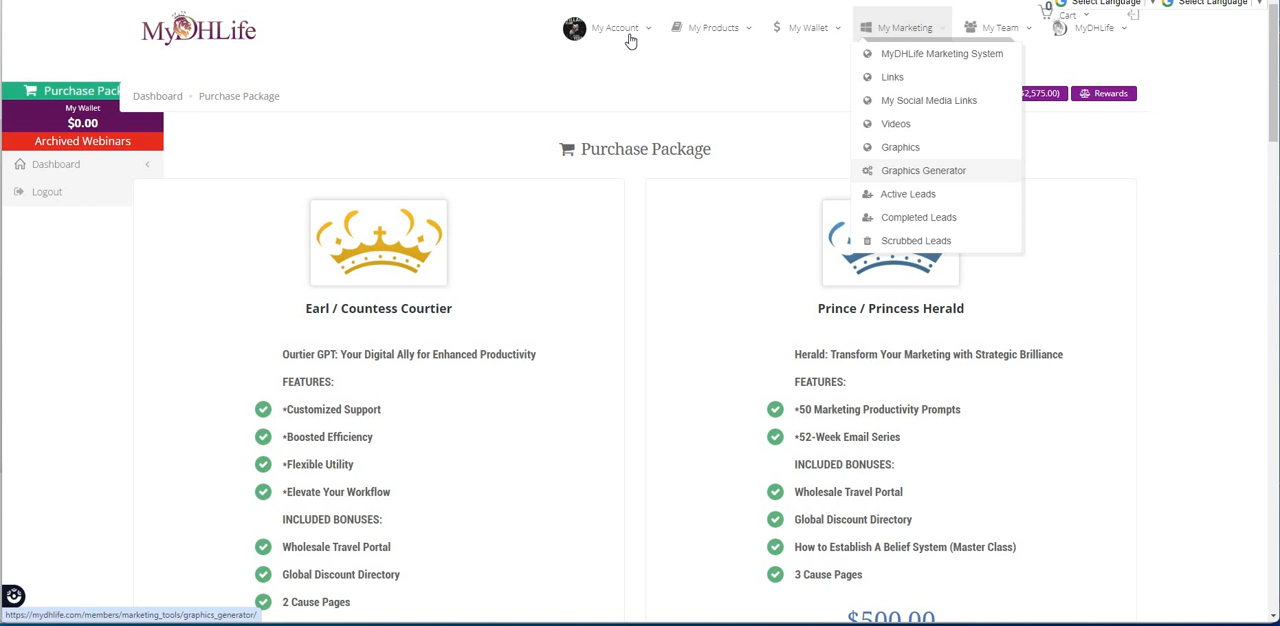 Select Language
Select Language
MyDHLife
My Account
My Products
My Wallet
My Marketing
My Team
0
Cart
MyDHLife
MyDHLife Marketing System
Links
My Social Media Links
Videos
Graphics
Graphics Generator
Active Leads
Completed Leads
Scrubbed Leads
Purchase Pack
My Wallet
$0.00
Archived Webinars
Dashboard
Logout
Dashboard
Purchase Package
$2,575.00)
Rewards
Purchase Package
Earl / Countess Courtier
Ourtier GPT: Your Digital Ally for Enhanced Productivity
FEATURES:
*Customized Support
*Boosted Efficiency
*Flexible Utility
*Elevate Your Workflow
INCLUDED BONUSES:
Wholesale Travel Portal
Global Discount Directory
2 Cause Pages
Prince / Princess Herald
Herald: Transform Your Marketing with Strategic Brilliance
FEATURES:
*50 Marketing Productivity Prompts
*52-Week Email Series
INCLUDED BONUSES:
Wholesale Travel Portal
Global Discount Directory
How to Establish A Belief System (Master Class)
3 Cause Pages
$500.00
https://mydhlife.com/members/marketing_tools/graphics_generator/